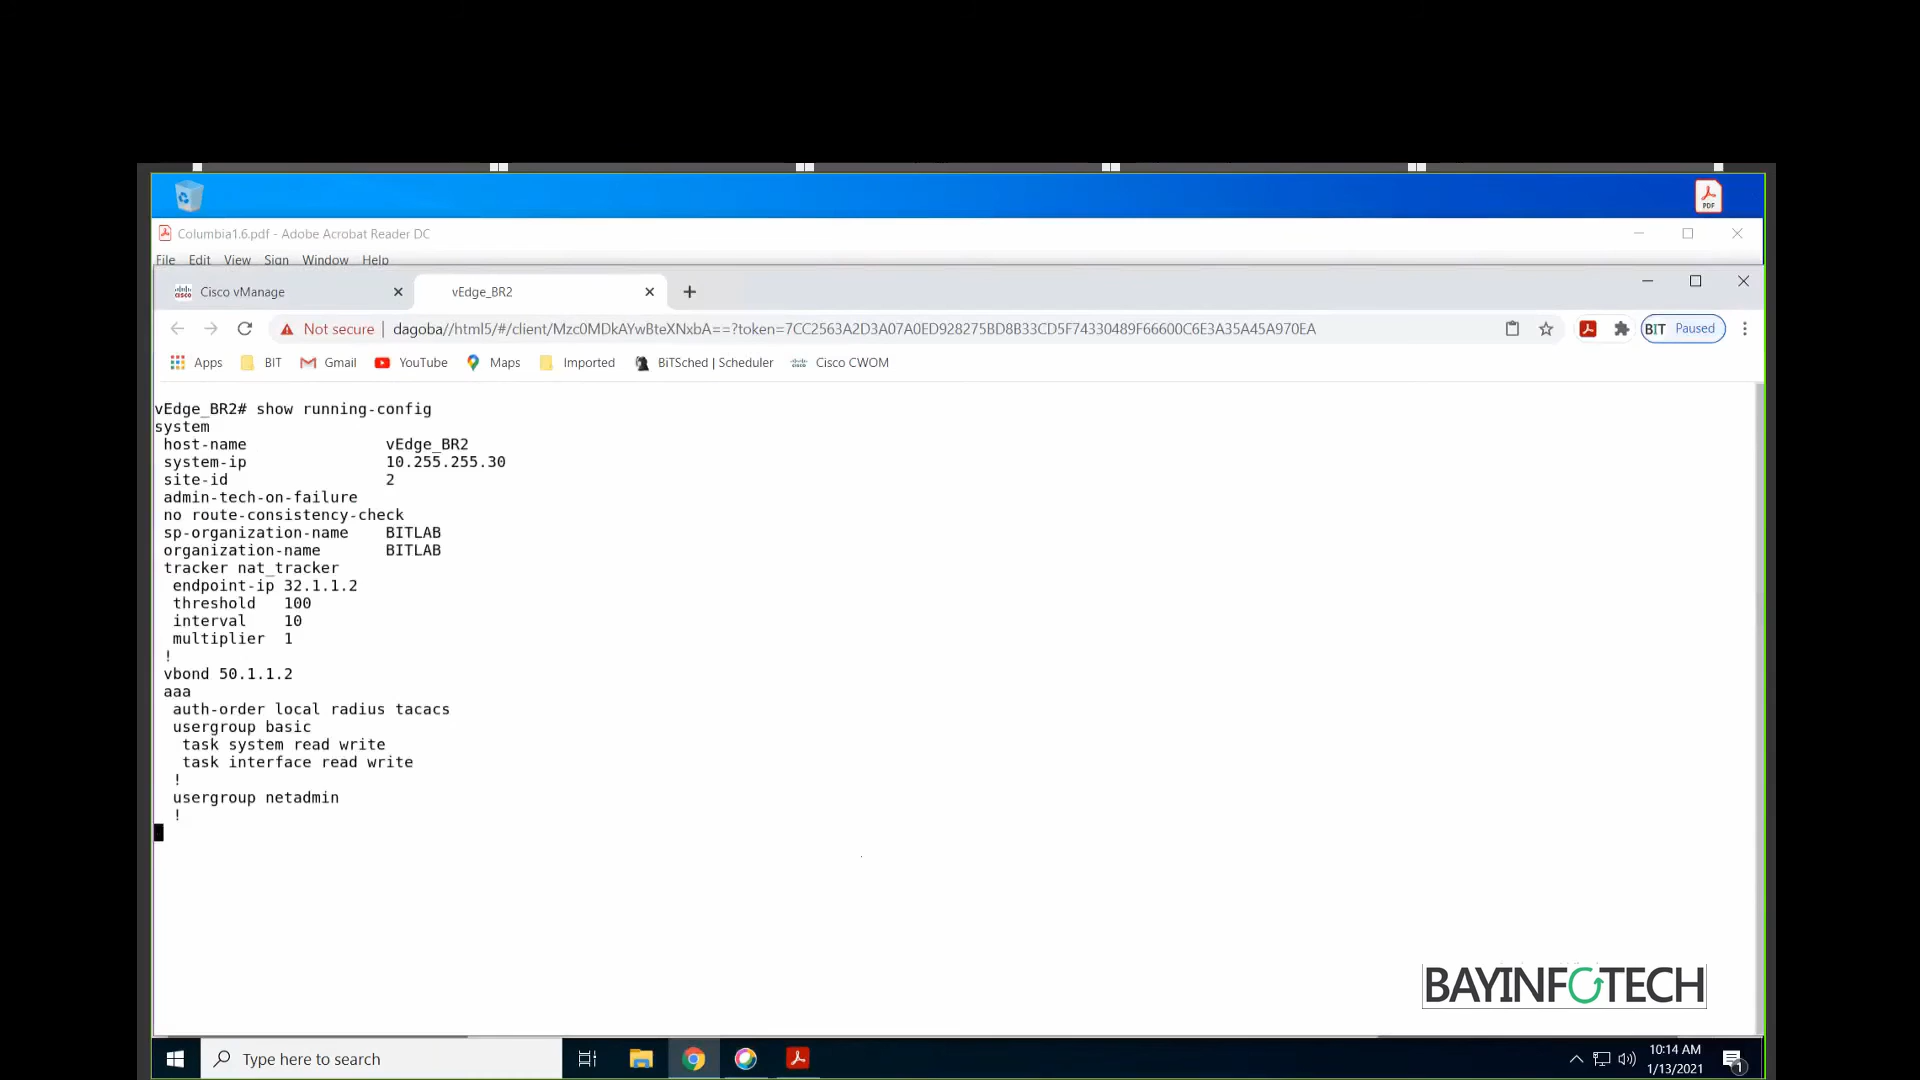 PDF
Columbia1.6.pdf - Adobe Acrobat Reader DC
File Edit View Sign Window Help
cisco Cisco vManage vEdge_BR2
Not secure dagoba//html5/#/client/Mzc0MDkAYwBteXNxbA==?token=7CC2563A2D3A07A0ED928275BD8B33CD5F74330489F66600C6E3A35A45A970EA BIT Paused
Apps BIT Gmail YouTube Maps Imported BiTSched | Scheduler Cisco CWOM
vEdge_BR2# show running-config
system
host-name vEdge_BR2
system-ip 10.255.255.30
site-id 2
admin-tech-on-failure
no route-consistency-check
sp-organization-name BITLAB
organization-name BITLAB
tracker nat_tracker
endpoint-ip 32.1.1.2
threshold 100
interval 10
multiplier 1
!
vbond 50.1.1.2
aaa
auth-order local radius tacacs
usergroup basic
task system read write
task interface read write
!
usergroup netadmin
!
BAYINFOTECH
Type here to search
10:14 AM
1/13/2021
1